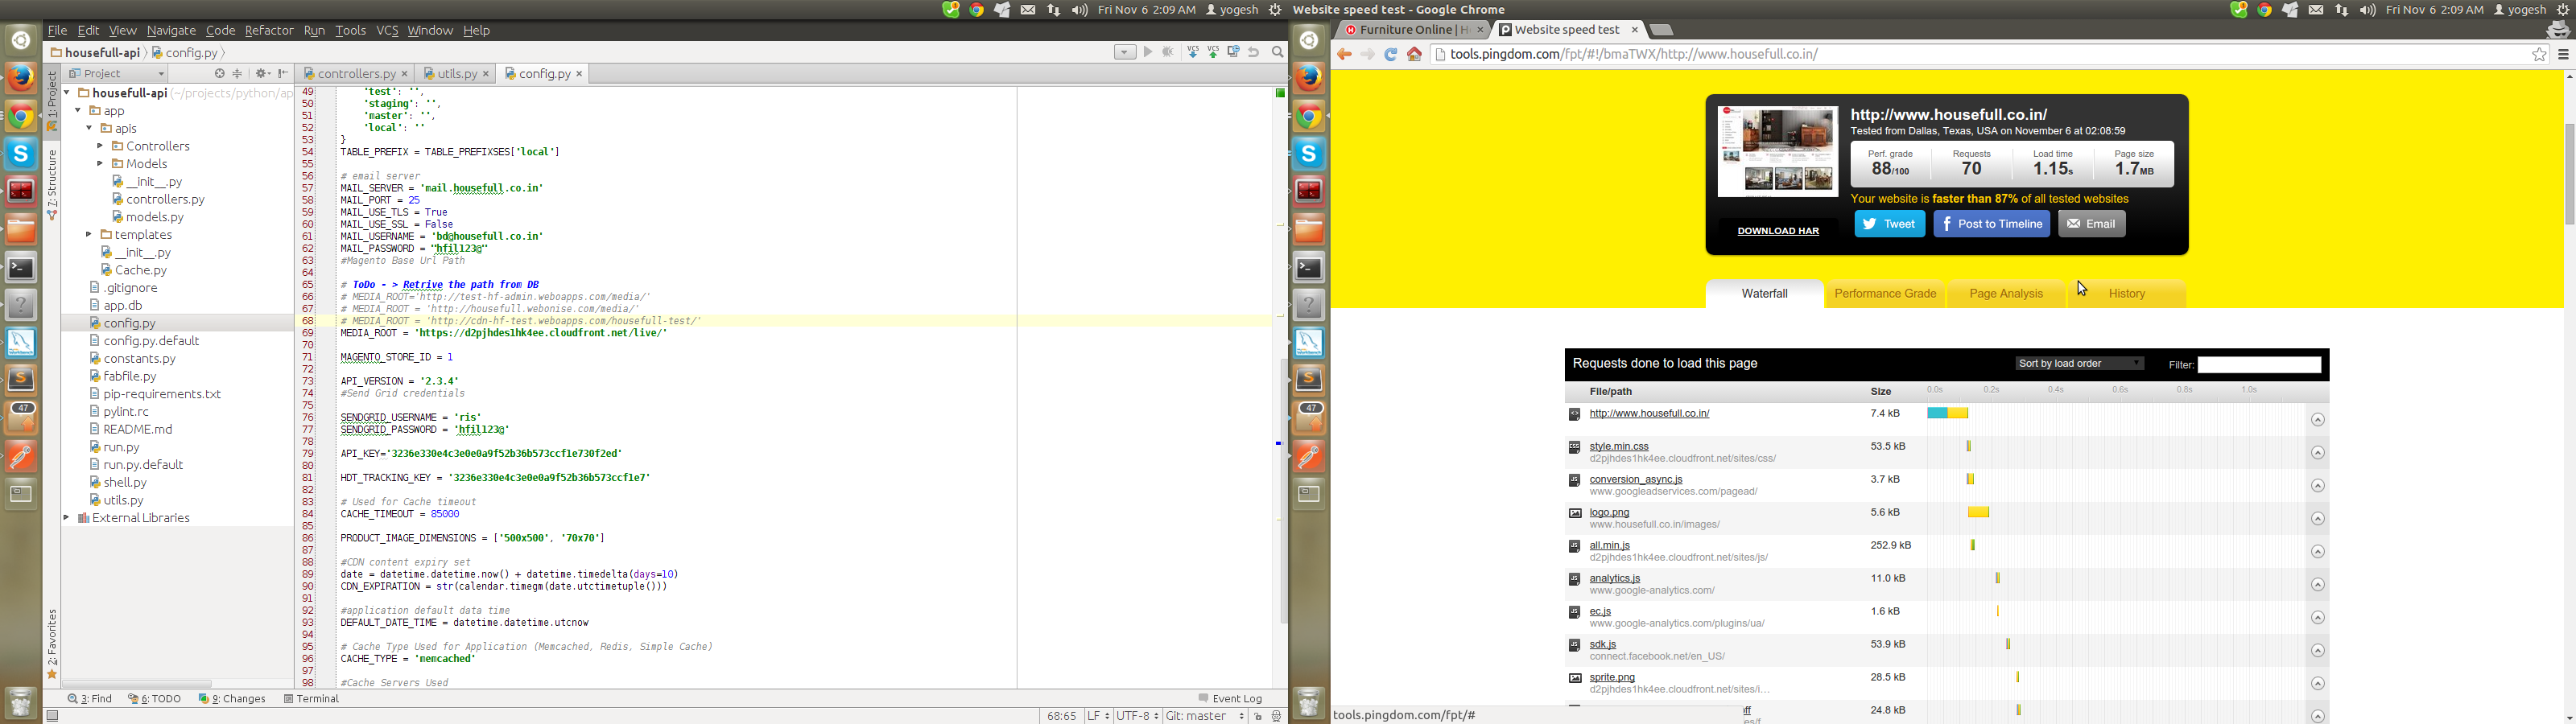 Fri Nov 6 2:09 AM yogesh
File Edit View Navigate Code Refactor Run Tools VCS Window Help
housefull-api config.py
Project
controllers.py utils.py config.py
1: Project
Z: Structure
2: Favorites
housefull-api (~/projects/python/ap
app
apis
Controllers
Models
__init__.py
controllers.py
models.py
templates
__init__.py
Cache.py
.gitignore
app.db
config.py
config.py.default
constants.py
fabfile.py
pip-requirements.txt
pylint.rc
README.md
run.py
run.py.default
shell.py
utils.py
External Libraries
49 'test': '',
50 'staging': '',
51 'master': '',
52 'local': ''
53 }
54 TABLE_PREFIX = TABLE_PREFIXSES['local']
55
56 # email server
57 MAIL_SERVER = 'mail.housefull.co.in'
58 MAIL_PORT = 25
59 MAIL_USE_TLS = True
60 MAIL_USE_SSL = False
61 MAIL_USERNAME = 'bd@housefull.co.in'
62 MAIL_PASSWORD = "hfil123@"
63 #Magento Base Url Path
64
65 # ToDo - > Retrive the path from DB
66 # MEDIA_ROOT='http://test-hf-admin.weboapps.com/media/'
67 # MEDIA_ROOT = 'http://housefull.webonise.com/media/'
68 # MEDIA_ROOT = 'http://cdn-hf-test.weboapps.com/housefull-test/'
69 MEDIA_ROOT = 'https://d2pjhdes1hk4ee.cloudfront.net/live/'
70
71 MAGENTO_STORE_ID = 1
72
73 API_VERSION = '2.3.4'
74 #Send Grid credentials
75
76 SENDGRID_USERNAME = 'ris'
77 SENDGRID_PASSWORD = 'hfil123@'
78
79 API_KEY='3236e330e4c3e0e0a9f52b36b573ccf1e730f2ed'
80
81 HDT_TRACKING_KEY = '3236e330e4c3e0e0a9f52b36b573ccf1e7'
82
83 # Used for Cache timeout
84 CACHE_TIMEOUT = 85000
85
86 PRODUCT_IMAGE_DIMENSIONS = ['500x500', '70x70']
87
88 #CDN content expiry set
89 date = datetime.datetime.now() + datetime.timedelta(days=10)
90 CDN_EXPIRATION = str(calendar.timegm(date.utctimetuple()))
91
92 #application default data time
93 DEFAULT_DATE_TIME = datetime.datetime.utcnow
94
95 # Cache Type Used for Application (Memcached, Redis, Simple Cache)
96 CACHE_TYPE = 'memcached'
97
98 #Cache Servers Used
3: Find 6: TODO 9: Changes Terminal Event Log
68:65 LF UTF-8 Git: master
47
Website speed test - Google Chrome Fri Nov 6 2:09 AM yogesh
Furniture Online | H Website speed test
tools.pingdom.com/fpt/#!/bmaTWX/http://www.housefull.co.in/
47
http://www.housefull.co.in/
Tested from Dallas, Texas, USA on November 6 at 02:08:59
Perf. grade Requests Load time Page size
88/100 70 1.15s 1.7MB
Your website is faster than 87% of all tested websites
DOWNLOAD HAR Tweet Post to Timeline Email
Waterfall Performance Grade Page Analysis History
Requests done to load this page Sort by load order Filter:
File/path Size 0.0s 0.2s 0.4s 0.6s 0.8s 1.0s
http://www.housefull.co.in/ 7.4 kB
style.min.css 53.5 kB
d2pjhdes1hk4ee.cloudfront.net/sites/css/
conversion_async.js 3.7 kB
www.googleadservices.com/pagead/
logo.png 5.6 kB
www.housefull.co.in/images/
all.min.js 252.9 kB
d2pjhdes1hk4ee.cloudfront.net/sites/js/
analytics.js 11.0 kB
www.google-analytics.com/
ec.js 1.6 kB
www.google-analytics.com/plugins/ua/
sdk.js 53.9 kB
connect.facebook.net/en_US/
sprite.png 28.5 kB
d2pjhdes1hk4ee.cloudfront.net/sites/i...
24.8 kB
tools.pingdom.com/fpt/#